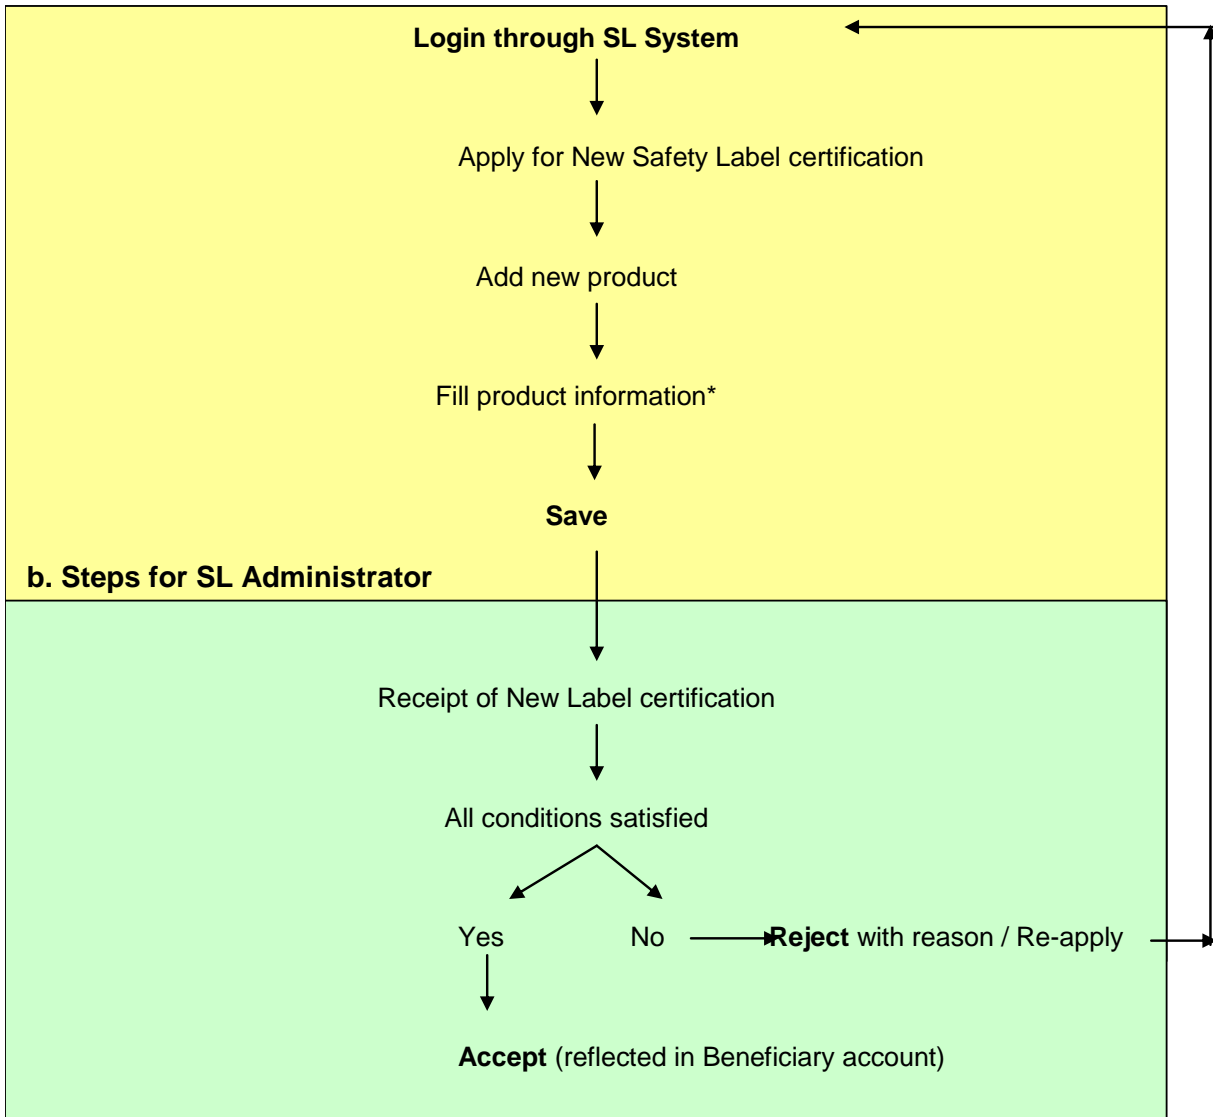 Login through SL System
Apply for New Safety Label certification
Add new product
Fill product information*
Save
b. Steps for SL Administrator
Receipt of New Label certification
All conditions satisfied
Yes No Reject with reason / Re-apply
Accept (reflected in Beneficiary account)